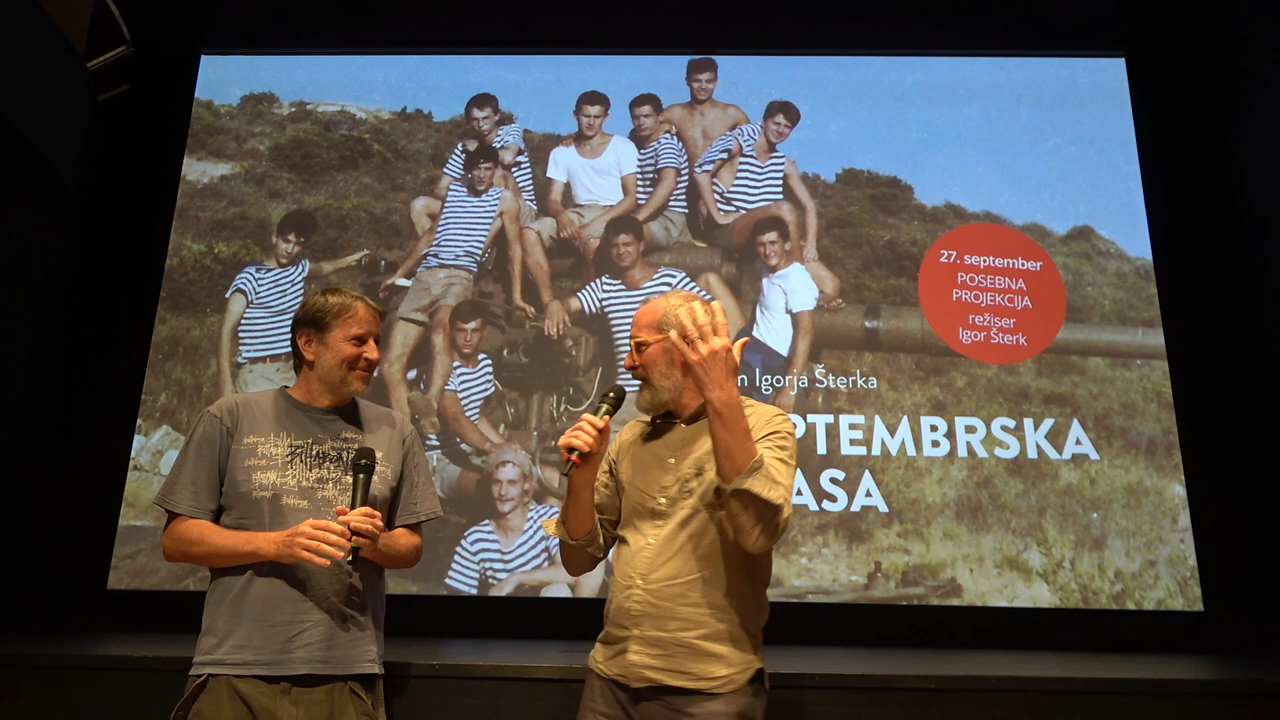 27. september
POSEBNA
PROJEKCIJA
režiser
Igor Šterk
Igorja Šterka
PTEMBRSKA
ASA